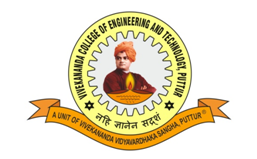 VIVEKANANDA COLLEGE OF ENGINEERING AND TECHNOLOGY, PUTTUR
नहि ज्ञानेन सदृशं
A UNIT OF VIVEKANANDA VIDYAVARDHAKA SANGHA, PUTTUR ®